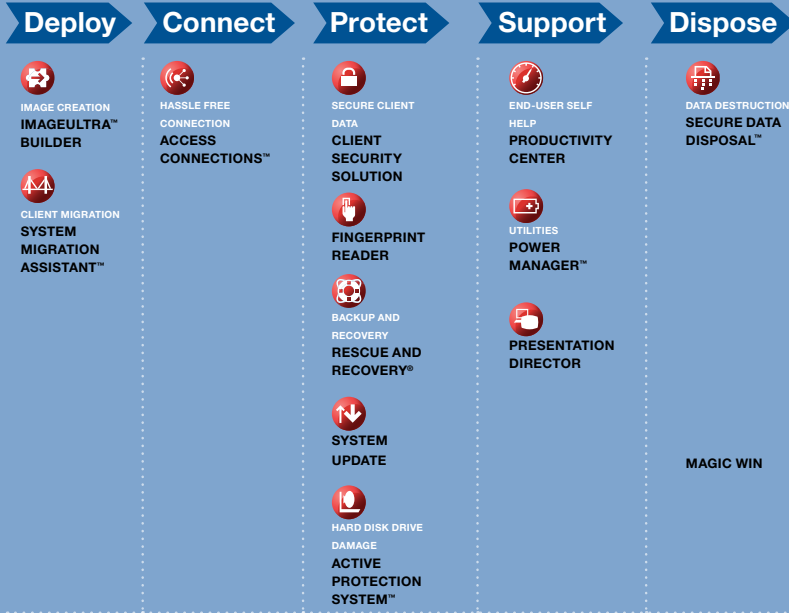 Deploy
IMAGE CREATION
IMAGEULTRA™
BUILDER
CLIENT MIGRATION
SYSTEM
MIGRATION
ASSISTANT™
Connect
HASSLE FREE
CONNECTION
ACCESS
CONNECTIONS™
Protect
SECURE CLIENT
DATA
CLIENT
SECURITY
SOLUTION
FINGERPRINT
READER
BACKUP AND
RECOVERY
RESCUE AND
RECOVERY®
SYSTEM
UPDATE
HARD DISK DRIVE
DAMAGE
ACTIVE
PROTECTION
SYSTEM™
Support
END-USER SELF
HELP
PRODUCTIVITY
CENTER
UTILITIES
POWER
MANAGER™
PRESENTATION
DIRECTOR
Dispose
DATA DESTRUCTION
SECURE DATA
DISPOSAL™
MAGIC WIN